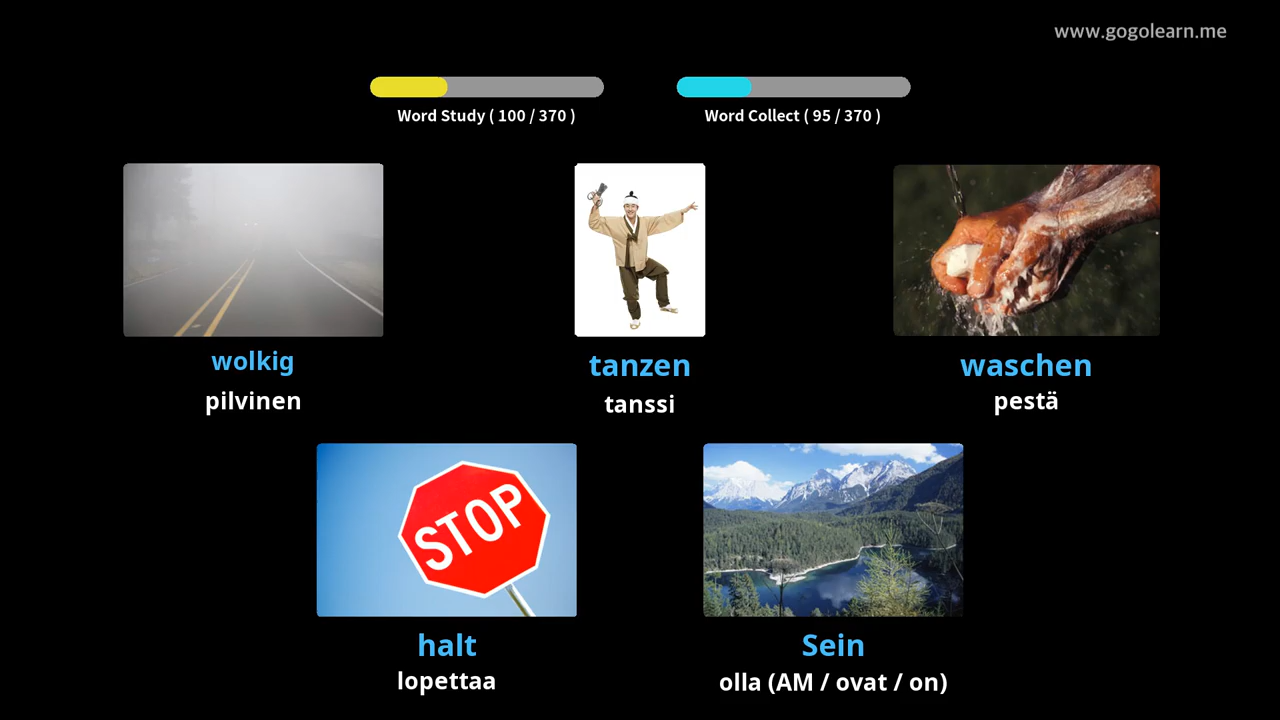 www.gogolearn.me
Word Study ( 100 / 370 )
Word Collect ( 95 / 370 )
wolkig
pilvinen
tanzen
tanssi
waschen
pestä
STOP
halt
lopettaa
Sein
olla (AM / ovat / on)